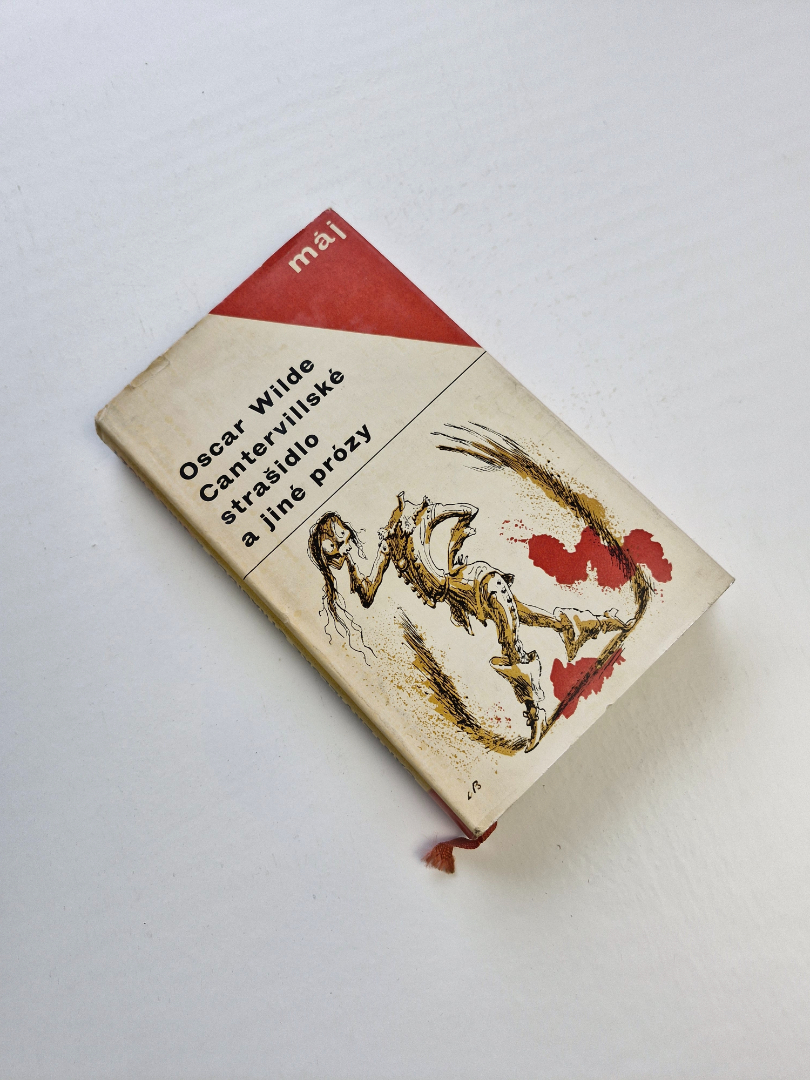 máj
Oscar Wilde
Cantervillské
strašidlo
a jiné prózy
LB